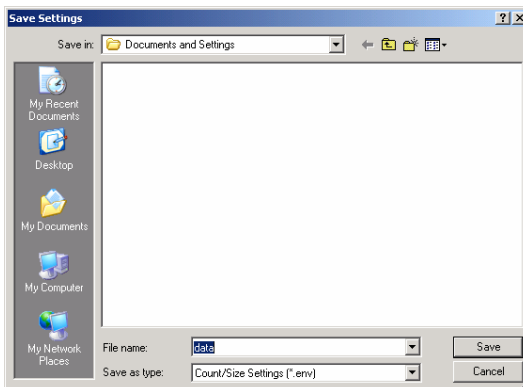 Save Settings
Save in:
Documents and Settings
My Recent
Documents
Desktop
My Documents
My Computer
My Network
Places
File name:
data
Save
Save as type:
Count/Size Settings (*.env)
Cancel